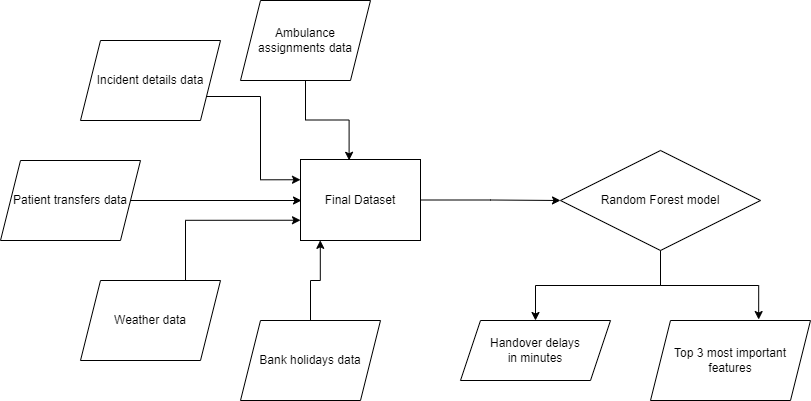 Ambulance
assignments data
Incident details data
Patient transfers data
Final Dataset
Random Forest model
Weather data
Bank holidays data
Handover delays
in minutes
Top 3 most important
features